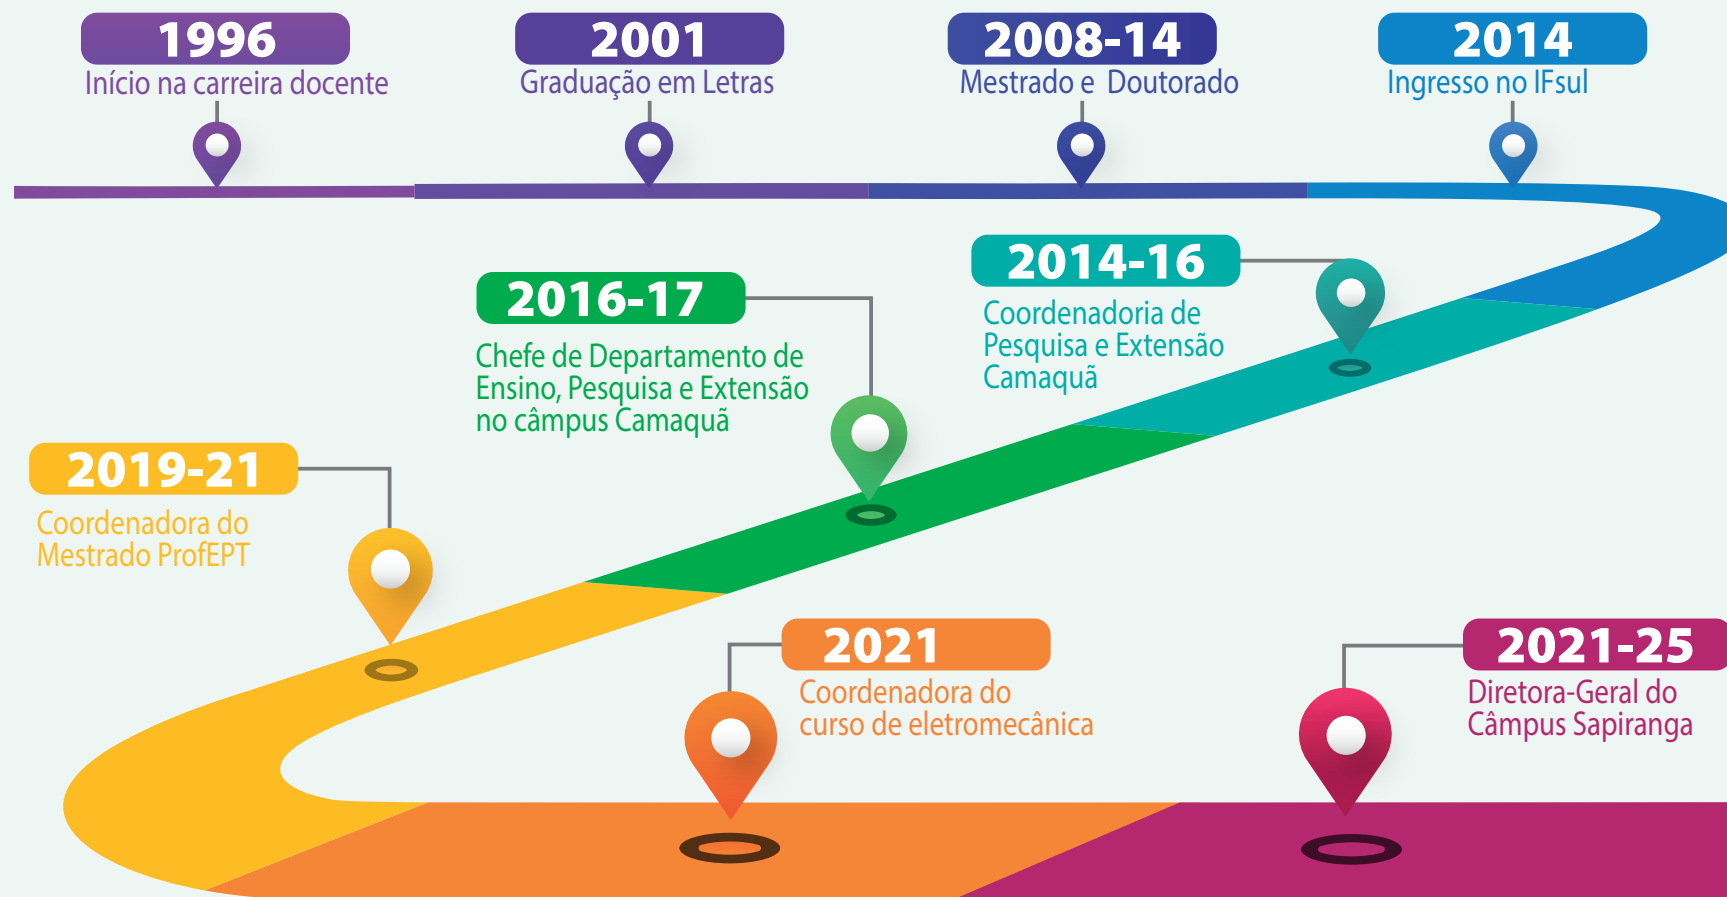 1996
Início na carreira docente
2001
Graduação em Letras
2008-14
Mestrado e Doutorado
2014
Ingresso no IFsul
2014-16
Coordenadoria de
Pesquisa e Extensão
Camaquã
2016-17
Chefe de Departamento de
Ensino, Pesquisa e Extensão
no câmpus Camaquã
2019-21
Coordenadora do
Mestrado ProfEPT
2021
Coordenadora do
curso de eletromecânica
2021-25
Diretora-Geral do
Câmpus Sapiranga